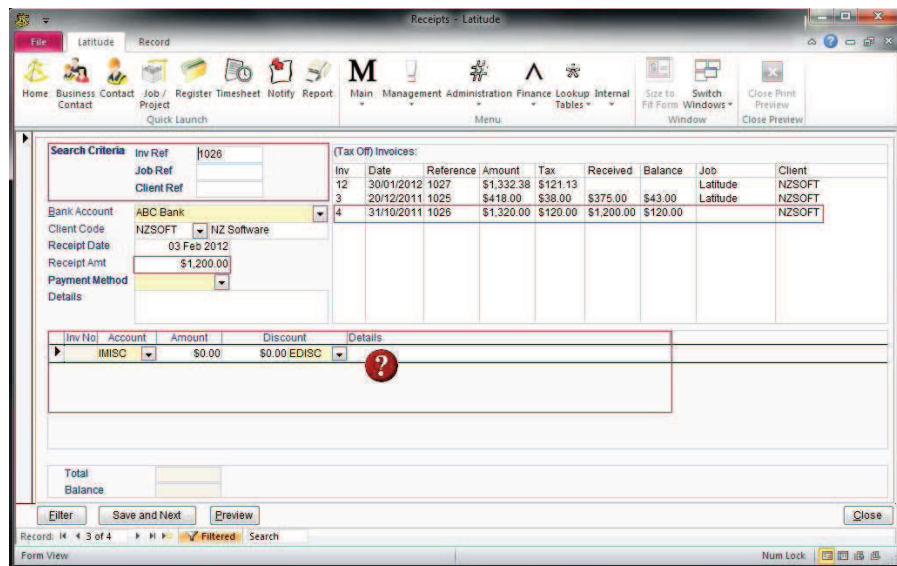 Receipts - Latitude
File Latitude Record
Home Business Contact Contact Job / Project Register Timesheet Notify Report Main Management Administration Finance Lookup Tables Internal Size to Fit Form Switch Windows Close Print Preview
Quick Launch Menu Window Close Preview
Search Criteria Inv Ref 1026
Job Ref
Client Ref
Bank Account ABC Bank
Client Code NZSOFT NZ Software
Receipt Date 03 Feb 2012
Receipt Amt $1,200.00
Payment Method
Details
(Tax Off) Invoices:
Inv Date Reference Amount Tax Received Balance Job Client
12 30/01/2012 1027 $1,332.38 $121.13 Latitude NZSOFT
3 20/12/2011 1025 $418.00 $38.00 $375.00 $43.00 Latitude NZSOFT
4 31/10/2011 1026 $1,320.00 $120.00 $1,200.00 $120.00 NZSOFT
Inv No Account Amount Discount Details
IMISC $0.00 $0.00 EDISC
?
Total
Balance
Filter Save and Next Preview Close
Record: 3 of 4 Filtered Search
Form View Num Lock